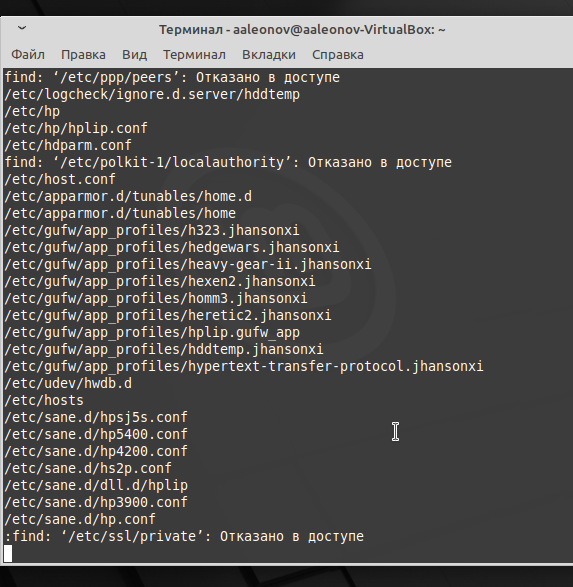 Терминал - aaleonov@aaleonov-VirtualBox: ~
Файл Правка Вид Терминал Вкладки Справка
find: ‘/etc/ppp/peers’: Отказано в доступе
/etc/logcheck/ignore.d.server/hddtemp
/etc/hp
/etc/hp/hplip.conf
/etc/hdparm.conf
find: ‘/etc/polkit-1/localauthority’: Отказано в доступе
/etc/host.conf
/etc/apparmor.d/tunables/home.d
/etc/apparmor.d/tunables/home
/etc/gufw/app_profiles/h323.jhansonxi
/etc/gufw/app_profiles/hedgewars.jhansonxi
/etc/gufw/app_profiles/heavy-gear-ii.jhansonxi
/etc/gufw/app_profiles/hexen2.jhansonxi
/etc/gufw/app_profiles/homm3.jhansonxi
/etc/gufw/app_profiles/heretic2.jhansonxi
/etc/gufw/app_profiles/hplip.gufw_app
/etc/gufw/app_profiles/hddtemp.jhansonxi
/etc/gufw/app_profiles/hypertext-transfer-protocol.jhansonxi
/etc/udev/hwdb.d
/etc/hosts
/etc/sane.d/hpsj5s.conf
/etc/sane.d/hp5400.conf
/etc/sane.d/hp4200.conf
/etc/sane.d/hs2p.conf
/etc/sane.d/dll.d/hplip
/etc/sane.d/hp3900.conf
/etc/sane.d/hp.conf
:find: ‘/etc/ssl/private’: Отказано в доступе